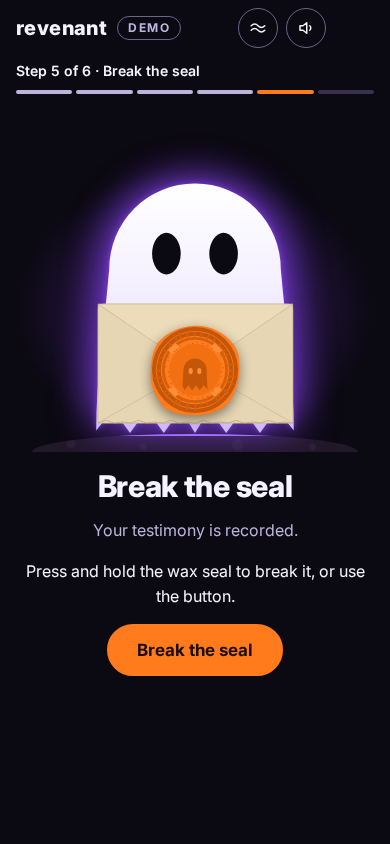 revenant DEMO
Step 5 of 6 · Break the seal
Break the seal
Your testimony is recorded.
Press and hold the wax seal to break it, or use
the button.
Break the seal